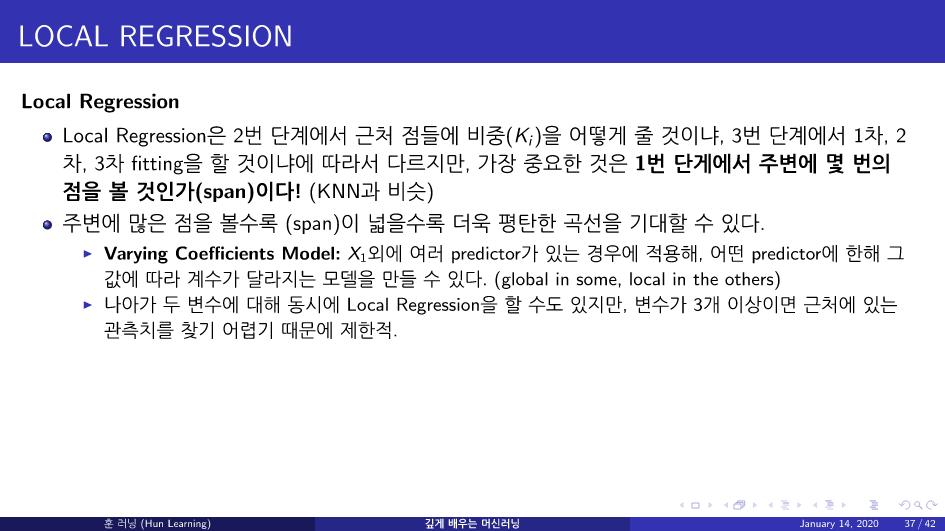 LOCAL REGRESSION
Local Regression
Local Regression은 2번 단계에서 근처 점들에 비중(Ki)을 어떻게 줄 것이냐, 3번 단계에서 1차, 2
차, 3차 fitting을 할 것이냐에 따라서 다르지만, 가장 중요한 것은 1번 단게에서 주변에 몇 번의
점을 볼 것인가(span)이다! (KNN과 비슷)
주변에 많은 점을 볼수록 (span)이 넓을수록 더욱 평탄한 곡선을 기대할 수 있다.
Varying Coefficients Model: X1외에 여러 predictor가 있는 경우에 적용해, 어떤 predictor에 한해 그
값에 따라 계수가 달라지는 모델을 만들 수 있다. (global in some, local in the others)
나아가 두 변수에 대해 동시에 Local Regression을 할 수도 있지만, 변수가 3개 이상이면 근처에 있는
관측치를 찾기 어렵기 때문에 제한적.
훈 러닝 (Hun Learning) 깊게 배우는 머신러닝 January 14, 2020 37 / 42